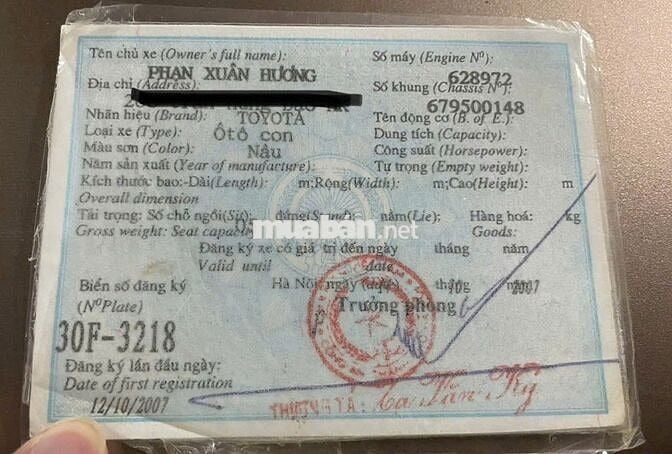 Tên chủ xe (Owner's full name):
PHẠN XUÂN HƯƠNG
Số máy (Engine Nº):
628972
Địa chỉ (Address):
Số khung (Chassis Nº):
679500148
Nhãn hiệu (Brand): TOYOTA
Tên động cơ (B. of E.):
Loại xe (Type): Ôtô con
Dung tích (Capacity):
Màu sơn (Color): Nâu
Công suất (Horsepower):
Năm sản xuất (Year of manufacture):
Tự trọng (Empty weight):
Kích thước bao:-Dài(Length): m;Rộng(Width): m;Cao(Height): m
Overall dimension
Tải trọng: Số chỗ ngồi(Sit): đứng(Stand): nằm(Lie): Hàng hoá: kg
Gross weight: Seat capacity Goods:
muaban.net
Đăng ký xe có giá trị đến ngày tháng năm
Valid until date
Biển số đăng ký
Hà Nội, ngày (date) tháng năm 2007
(NºPlate)
Trưởng phòng
30F-3218
Đăng ký lần đầu ngày:
Date of first registration
12/10/2007
THƯỢNG TÁ: